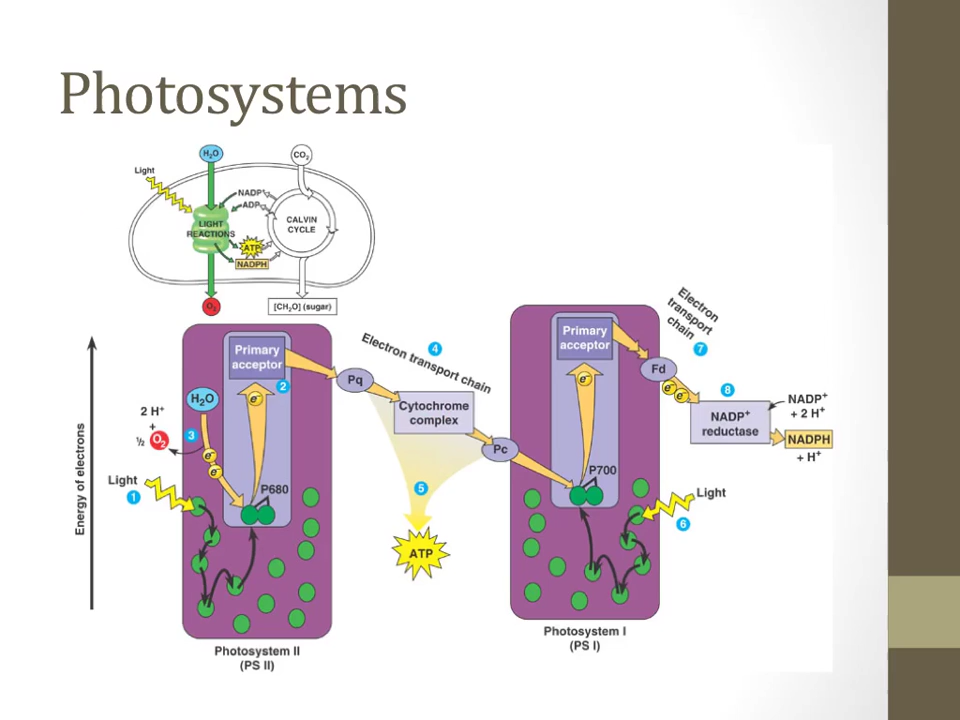 Photosystems
H₂O
CO₂
Light
NADP⁺
ADP
LIGHT
REACTIONS
CALVIN
CYCLE
ATP
NADPH
O₂
[CH₂O] (sugar)
Energy of electrons
Primary
acceptor
2
H₂O
e⁻
2 H⁺
+
½ O₂
3
e⁻
e⁻
Light
1
P680
Photosystem II
(PS II)
Electron transport chain
4
Pq
Cytochrome
complex
Pc
5
ATP
Primary
acceptor
e⁻
P700
Light
6
Photosystem I
(PS I)
Electron
transport
chain
7
Fd
e⁻
e⁻
8
NADP⁺
reductase
NADP⁺
+ 2 H⁺
NADPH
+ H⁺